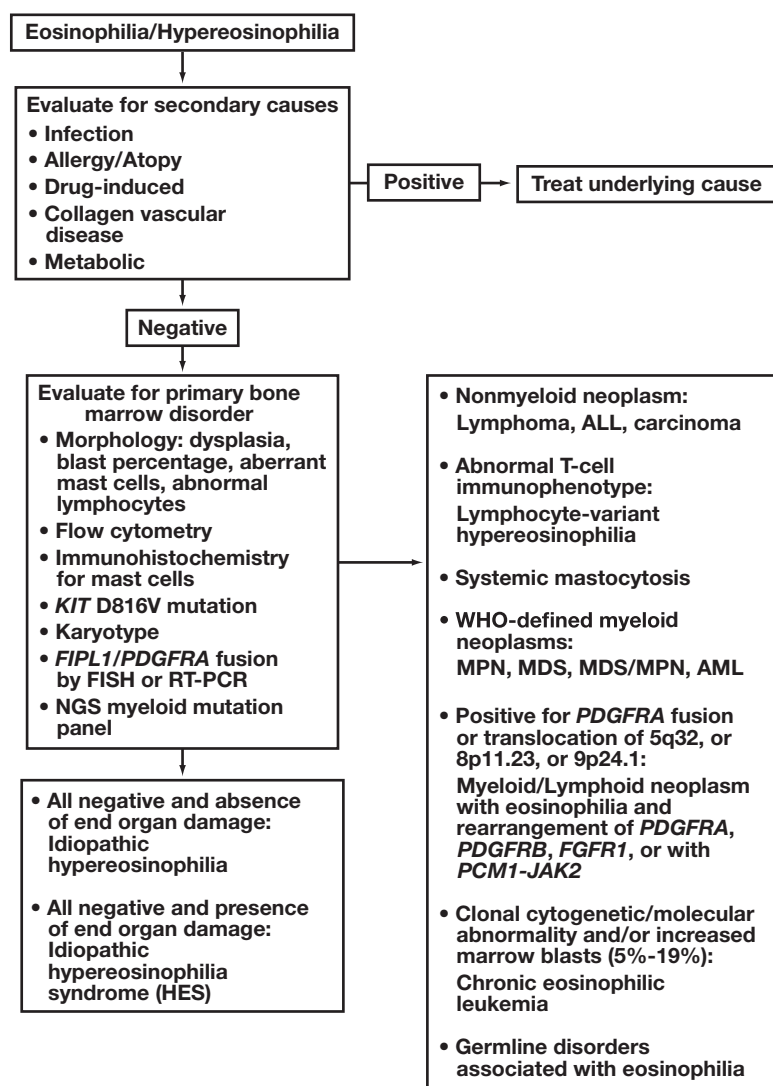 Eosinophilia/Hypereosinophilia
Evaluate for secondary causes
• Infection
• Allergy/Atopy
• Drug-induced
• Collagen vascular
disease
• Metabolic
Positive
Treat underlying cause
Negative
Evaluate for primary bone
marrow disorder
• Morphology: dysplasia,
blast percentage, aberrant
mast cells, abnormal
lymphocytes
• Flow cytometry
• Immunohistochemistry
for mast cells
• KIT D816V mutation
• Karyotype
• FIPL1/PDGFRA fusion
by FISH or RT-PCR
• NGS myeloid mutation
panel
• All negative and absence
of end organ damage:
Idiopathic
hypereosinophilia
• All negative and presence
of end organ damage:
Idiopathic
hypereosinophilia
syndrome (HES)
• Nonmyeloid neoplasm:
Lymphoma, ALL, carcinoma
• Abnormal T-cell
immunophenotype:
Lymphocyte-variant
hypereosinophilia
• Systemic mastocytosis
• WHO-defined myeloid
neoplasms:
MPN, MDS, MDS/MPN, AML
• Positive for PDGFRA fusion
or translocation of 5q32, or
8p11.23, or 9p24.1:
Myeloid/Lymphoid neoplasm
with eosinophilia and
rearrangement of PDGFRA,
PDGFRB, FGFR1, or with
PCM1-JAK2
• Clonal cytogenetic/molecular
abnormality and/or increased
marrow blasts (5%-19%):
Chronic eosinophilic
leukemia
• Germline disorders
associated with eosinophilia